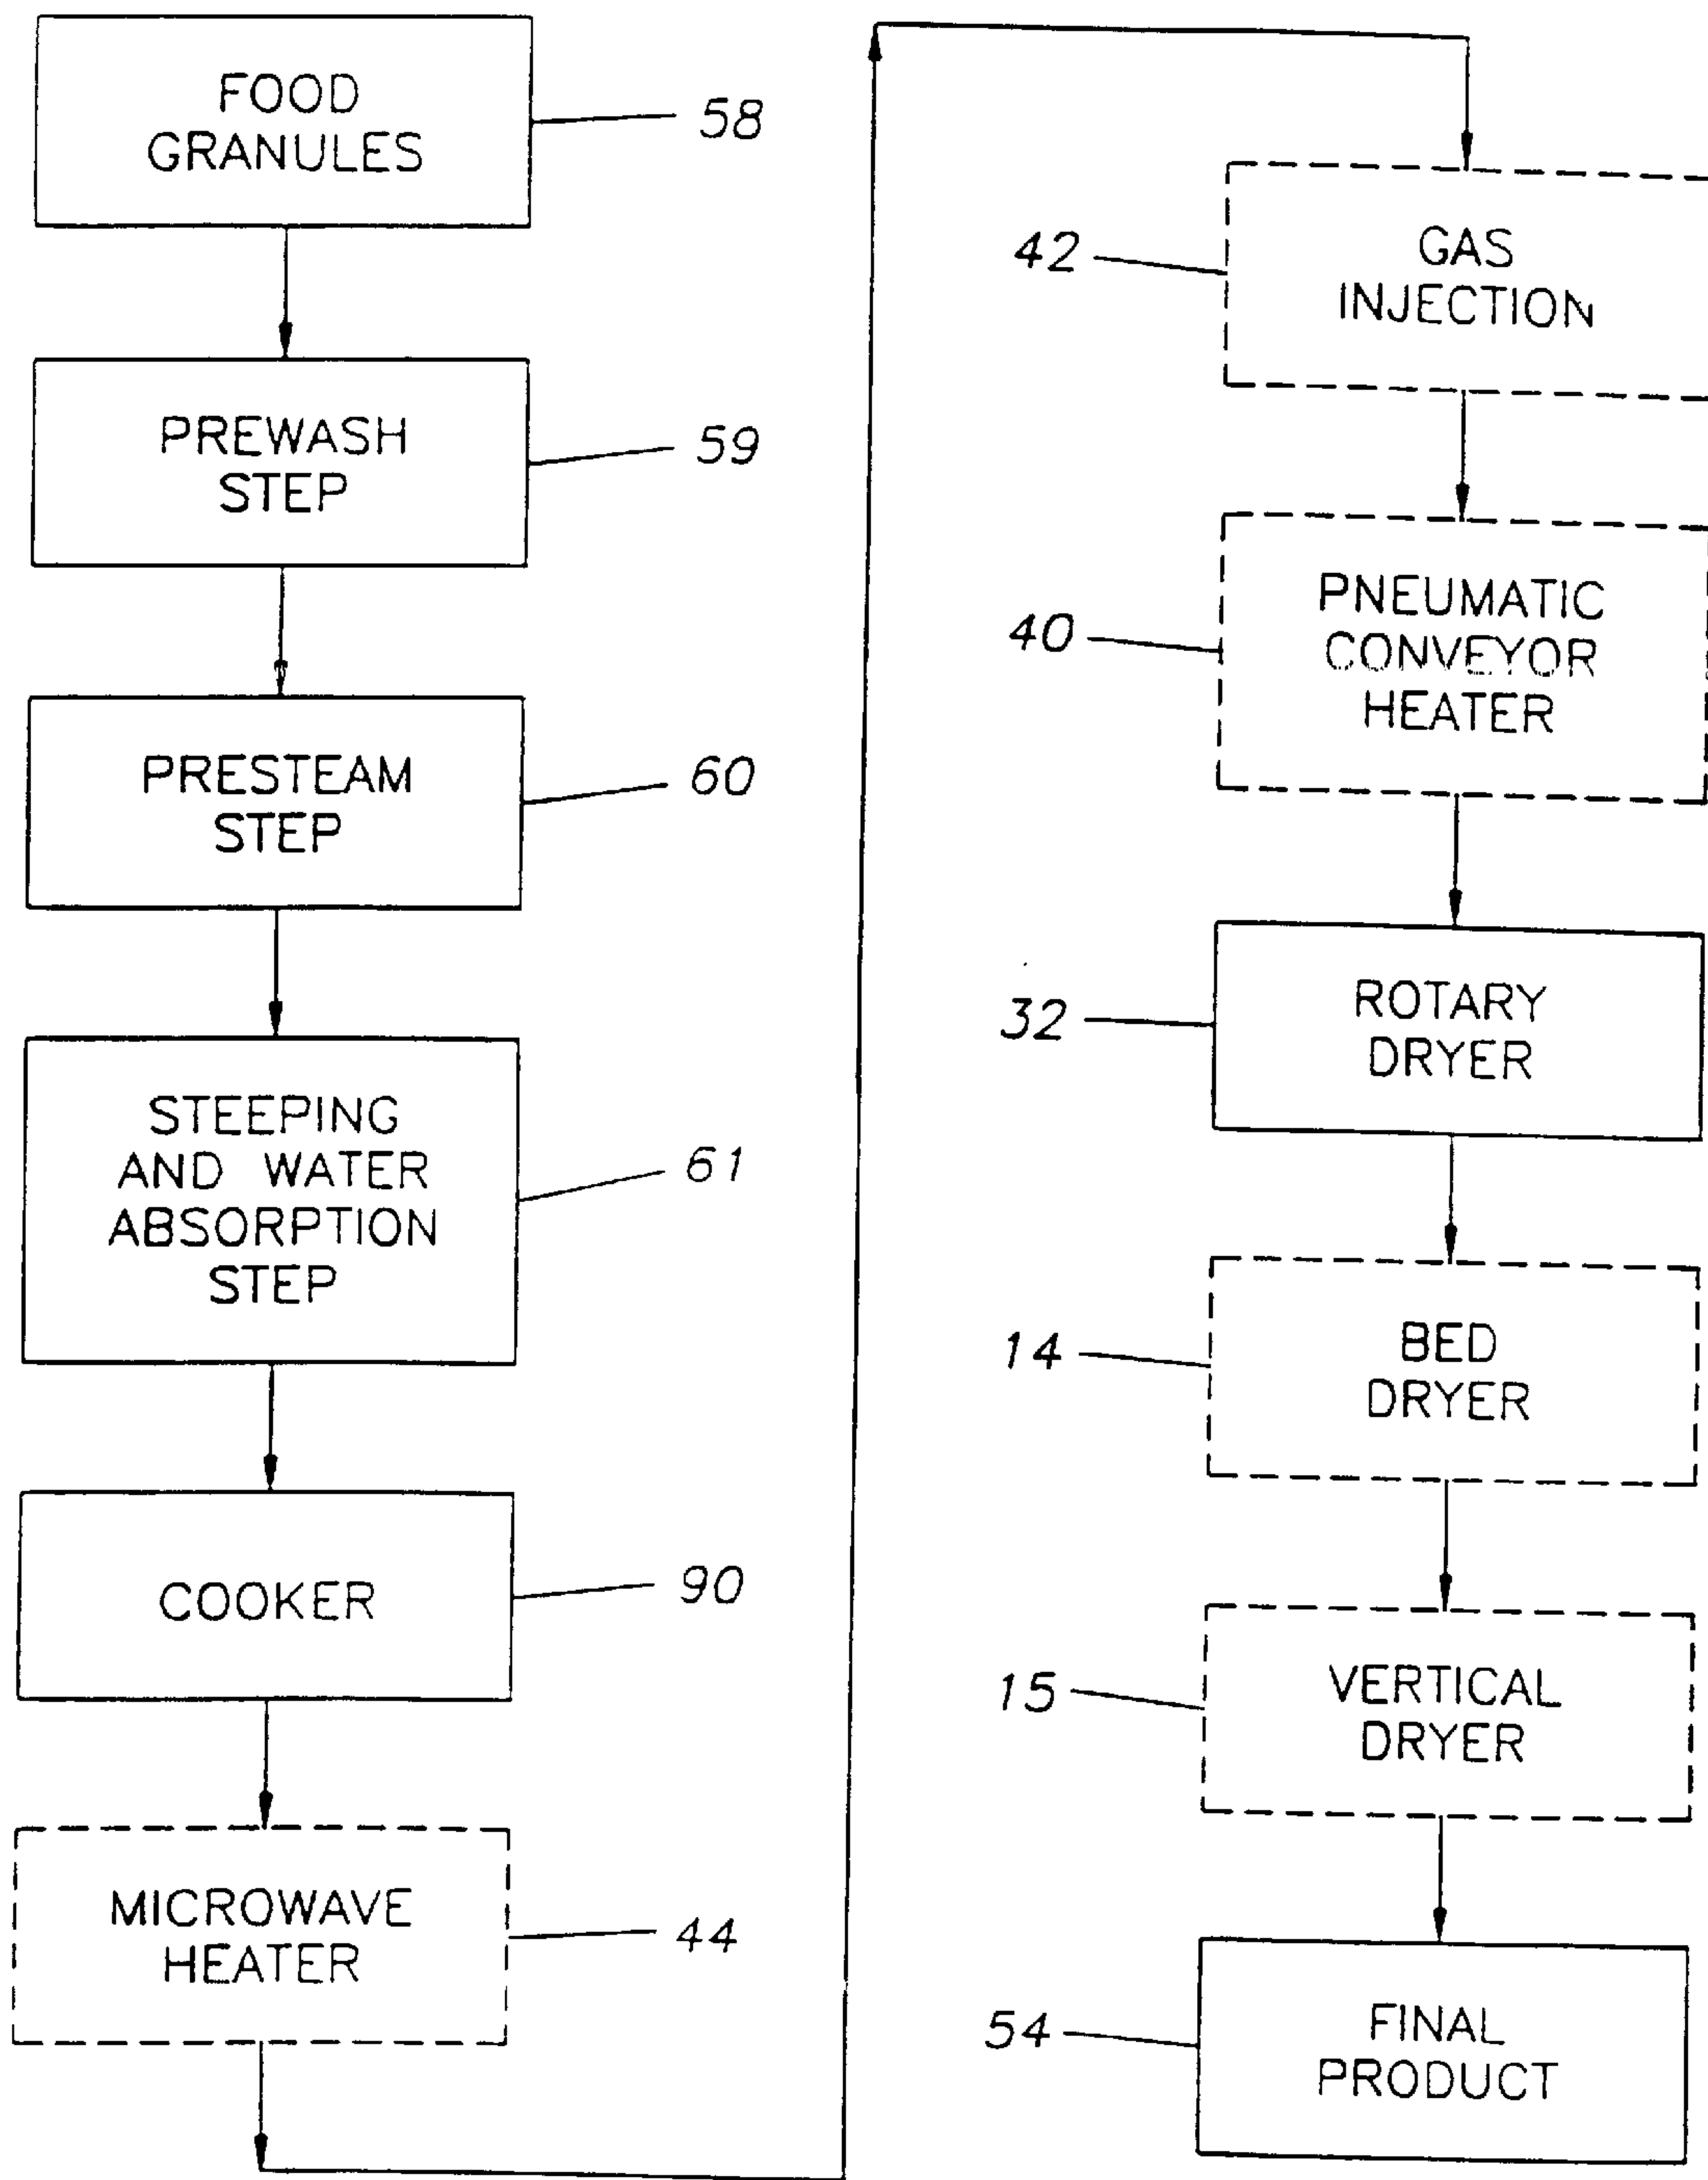 FOOD
GRANULES
58
PREWASH
STEP
59
PRESTEAM
STEP
60
STEEPING
AND WATER
ABSORPTION
STEP
61
COOKER
90
MICROWAVE
HEATER
44
GAS
INJECTION
42
PNEUMATIC
CONVEYOR
HEATER
40
ROTARY
DRYER
32
BED
DRYER
14
VERTICAL
DRYER
15
FINAL
PRODUCT
54